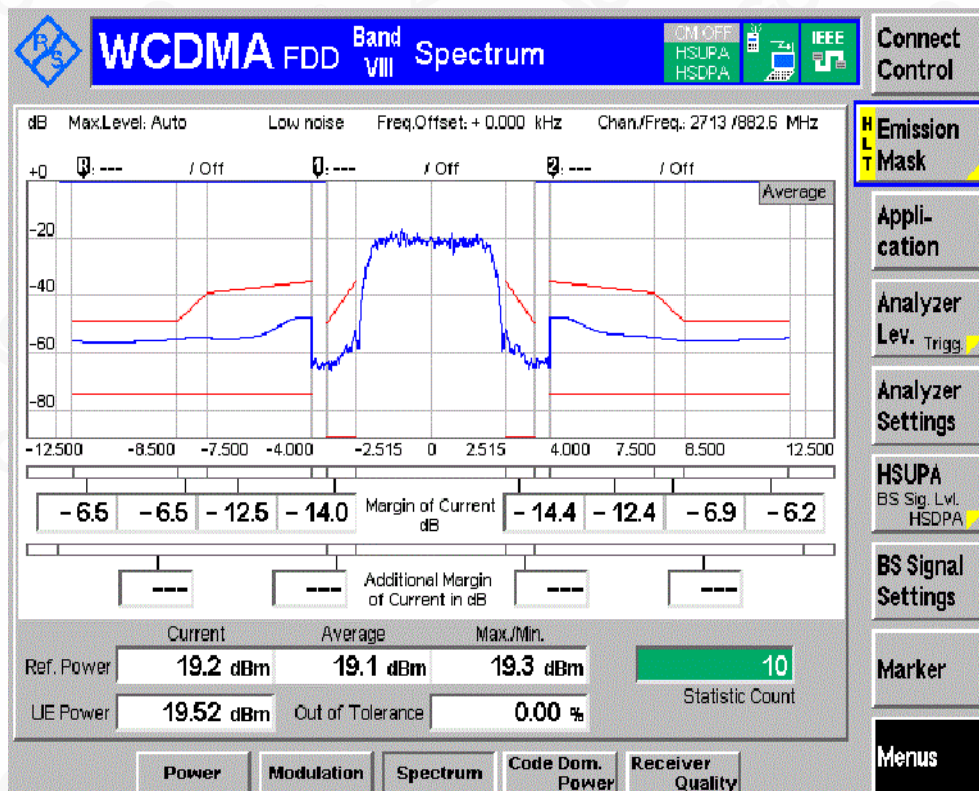 R/S
WCDMA FDD Band VIII Spectrum
CM OFF
HSUPA
HSDPA
IEEE
Connect
Control
dB Max.Level: Auto Low noise Freq.Offset: + 0.000 kHz Chan./Freq.: 2713 /882.6 MHz
H L T
Emission
Mask
+0 R: --- / Off 1: --- / Off 2: --- / Off
Average
-20
-40
-60
-80
-12.500 -8.500 -7.500 -4.000 -2.515 0 2.515 4.000 7.500 8.500 12.500
Appli-
cation
Analyzer
Lev. Trigg.
Analyzer
Settings
- 6.5 - 6.5 - 12.5 - 14.0 Margin of Current dB - 14.4 - 12.4 - 6.9 - 6.2
HSUPA
BS Sig. Lvl.
HSDPA
--- --- Additional Margin of Current in dB --- ---
BS Signal
Settings
Current Average Max./Min.
Ref. Power 19.2 dBm 19.1 dBm 19.3 dBm 10
Statistic Count
UE Power 19.52 dBm Out of Tolerance 0.00 %
Marker
Menus
Power Modulation Spectrum Code Dom. Power Receiver Quality